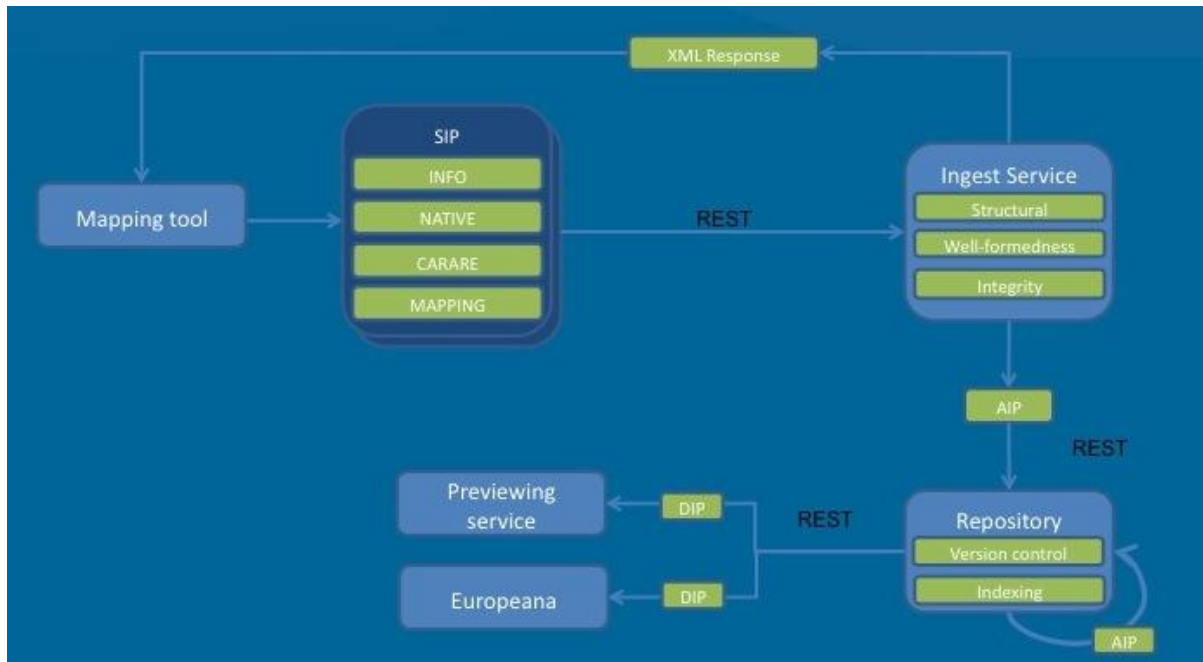 XML Response
SIP
INFO
NATIVE
CARARE
MAPPING
Mapping tool
REST
Ingest Service
Structural
Well-formedness
Integrity
AIP
REST
Previewing
service
DIP
REST
Repository
Version control
Indexing
Europeana
DIP
AIP